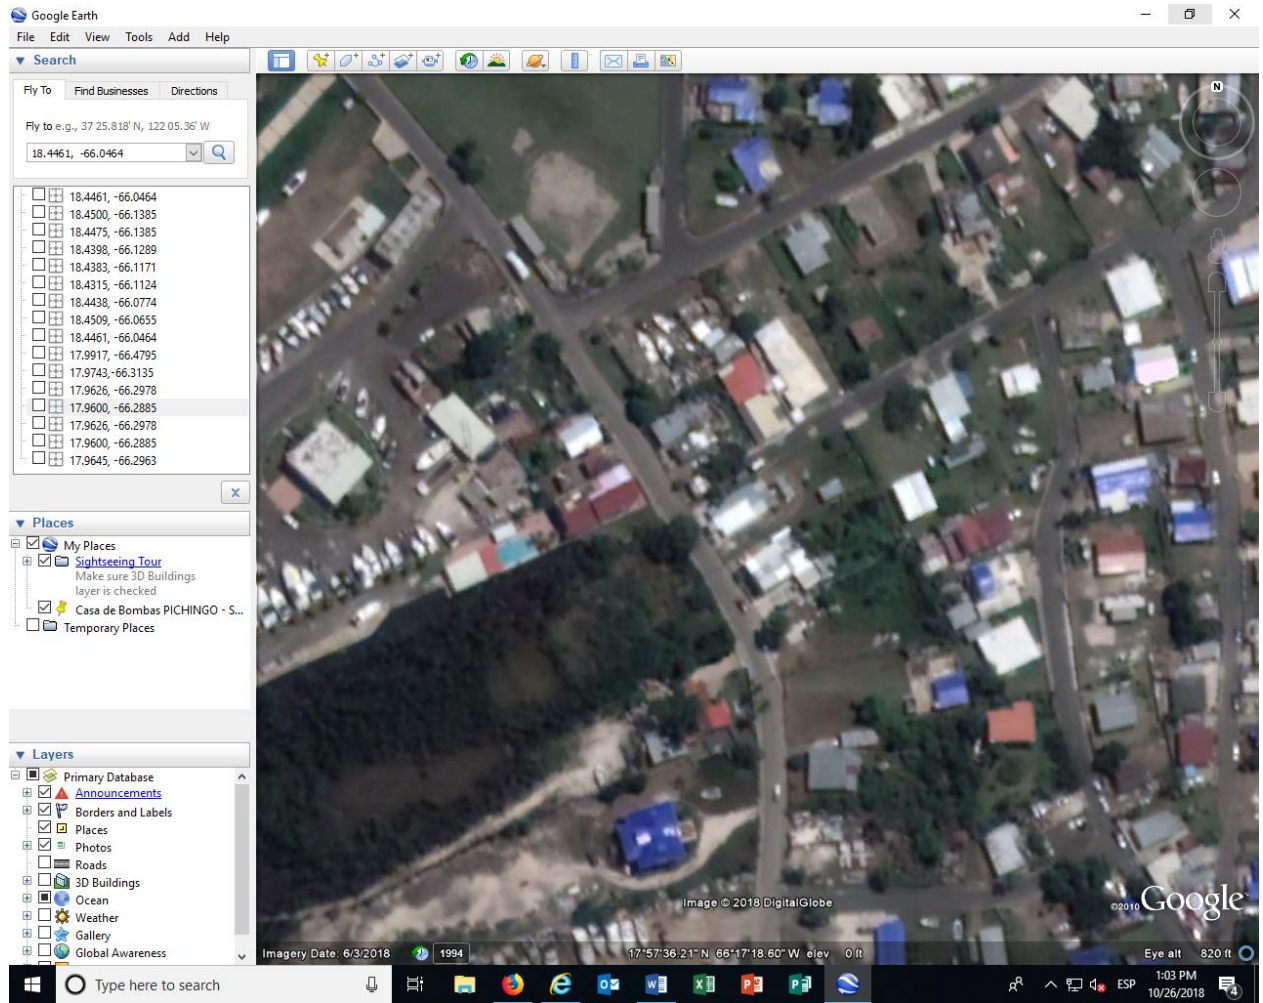 Google Earth
File Edit View Tools Add Help
Search
Fly To Find Businesses Directions
Fly to e.g., 37 25.818' N, 122 05.36' W
18.4461, -66.0464
18.4461, -66.0464
18.4500, -66.1385
18.4475, -66.1385
18.4398, -66.1289
18.4383, -66.1171
18.4315, -66.1124
18.4438, -66.0774
18.4509, -66.0655
18.4461, -66.0464
17.9917, -66.4795
17.9743,-66.3135
17.9626, -66.2978
17.9600, -66.2885
17.9626, -66.2978
17.9600, -66.2885
17.9645, -66.2963
Places
My Places
Sightseeing Tour
Make sure 3D Buildings
layer is checked
Casa de Bombas PICHINGO - S...
Temporary Places
Layers
Primary Database
Announcements
Borders and Labels
Places
Photos
Roads
3D Buildings
Ocean
Weather
Gallery
Global Awareness
N
Image © 2018 DigitalGlobe
©2010 Google
Imagery Date: 6/3/2018 1994 17°57'36.21" N 66°17'18.60" W elev 0 ft Eye alt 820 ft
Type here to search
ESP
1:03 PM
10/26/2018
4